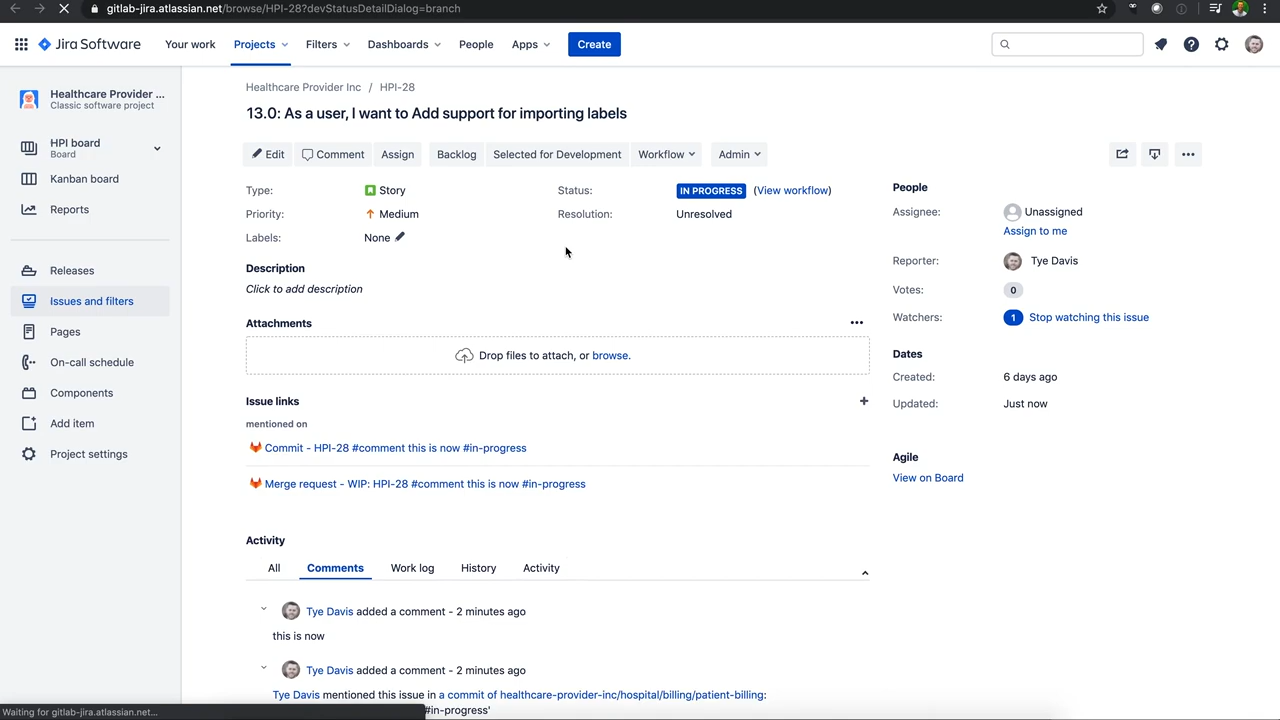 gitlab-jira.atlassian.net/browse/HPI-28?devStatusDetailDialog=branch
Jira Software
Your work
Projects
Filters
Dashboards
People
Apps
Create
Healthcare Provider ...
Classic software project
HPI board
Board
Kanban board
Reports
Releases
Issues and filters
Pages
On-call schedule
Components
Add item
Project settings
Healthcare Provider Inc / HPI-28
13.0: As a user, I want to Add support for importing labels
Edit
Comment
Assign
Backlog
Selected for Development
Workflow
Admin
Type: Story
Priority: Medium
Labels: None
Status: IN PROGRESS (View workflow)
Resolution: Unresolved
Description
Click to add description
Attachments
Drop files to attach, or browse.
Issue links
mentioned on
Commit - HPI-28 #comment this is now #in-progress
Merge request - WIP: HPI-28 #comment this is now #in-progress
Activity
All
Comments
Work log
History
Activity
Tye Davis added a comment - 2 minutes ago
this is now
Tye Davis added a comment - 2 minutes ago
Tye Davis mentioned this issue in a commit of healthcare-provider-inc/hospital/billing/patient-billing:
#in-progress'
People
Assignee: Unassigned
Assign to me
Reporter: Tye Davis
Votes: 0
Watchers: 1 Stop watching this issue
Dates
Created: 6 days ago
Updated: Just now
Agile
View on Board
Waiting for gitlab-jira.atlassian.net...